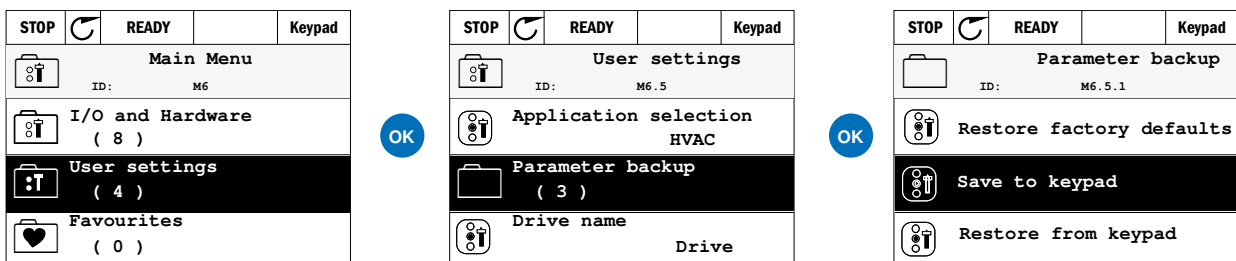 STOP READY Keypad
Main Menu
ID: M6
I/O and Hardware
( 8 )
User settings
( 4 )
Favourites
( 0 )
OK
STOP READY Keypad
User settings
ID: M6.5
Application selection
HVAC
Parameter backup
( 3 )
Drive name
Drive
OK
STOP READY Keypad
Parameter backup
ID: M6.5.1
Restore factory defaults
Save to keypad
Restore from keypad